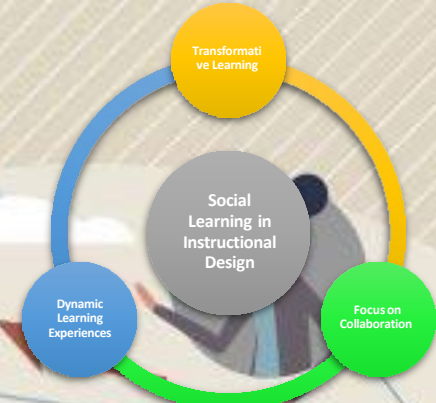 Transformati
ve Learning
Social
Learning in
Instructional
Design
Dynamic
Learning
Experiences
Focus on
Collaboration